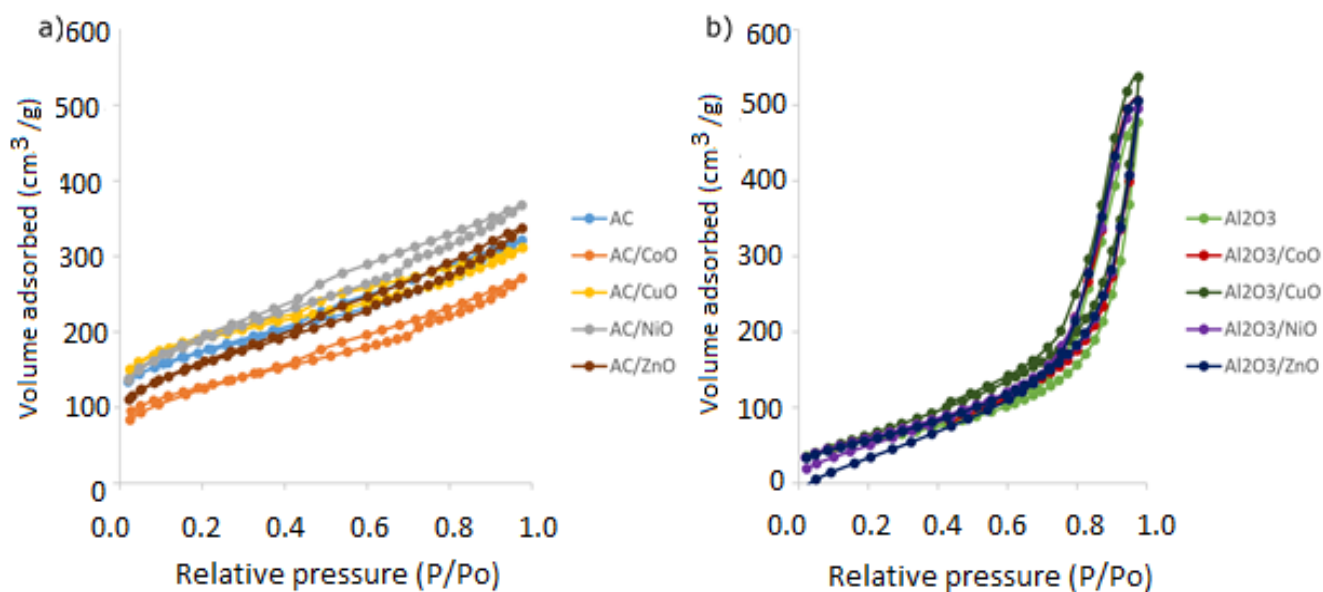 a)
600
500
400
300
200
100
0
Volume adsorbed (cm³ /g)
0.0 0.2 0.4 0.6 0.8 1.0
Relative pressure (P/Po)
AC
AC/CoO
AC/CuO
AC/NiO
AC/ZnO
b)
600
500
400
300
200
100
0
Volume adsorbed (cm³ /g)
0.0 0.2 0.4 0.6 0.8 1.0
Relative pressure (P/Po)
Al2O3
Al2O3/CoO
Al2O3/CuO
Al2O3/NiO
Al2O3/ZnO